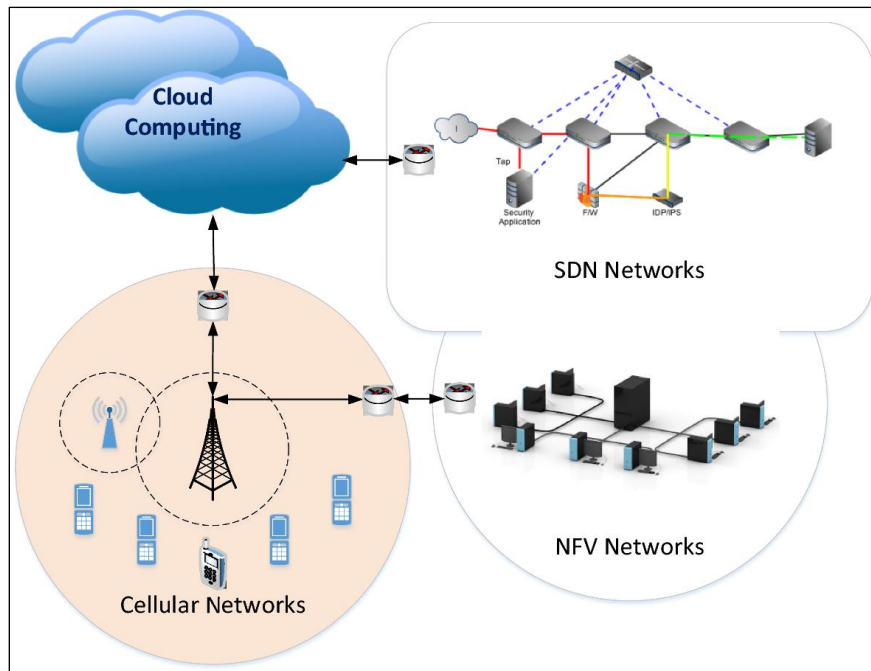 Cloud
Computing
I
Tap
Security
Application
F/W
IDP/IPS
SDN Networks
NFV Networks
Cellular Networks